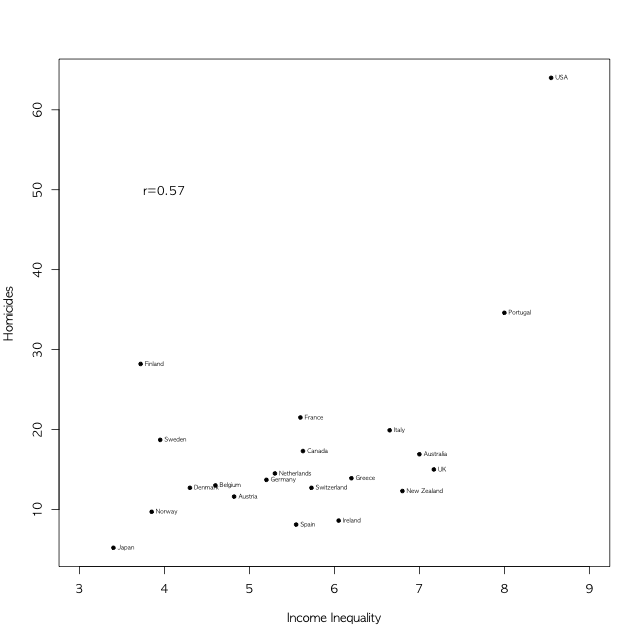 USA
60
50
r=0.57
40
Homicides
Portugal
30
Finland
France
20
Italy
Sweden
Canada
Australia
UK
Netherlands
Germany
Greece
Belgium
Denmark
Switzerland
New Zealand
Austria
10
Norway
Ireland
Spain
Japan
3 4 5 6 7 8 9
Income Inequality